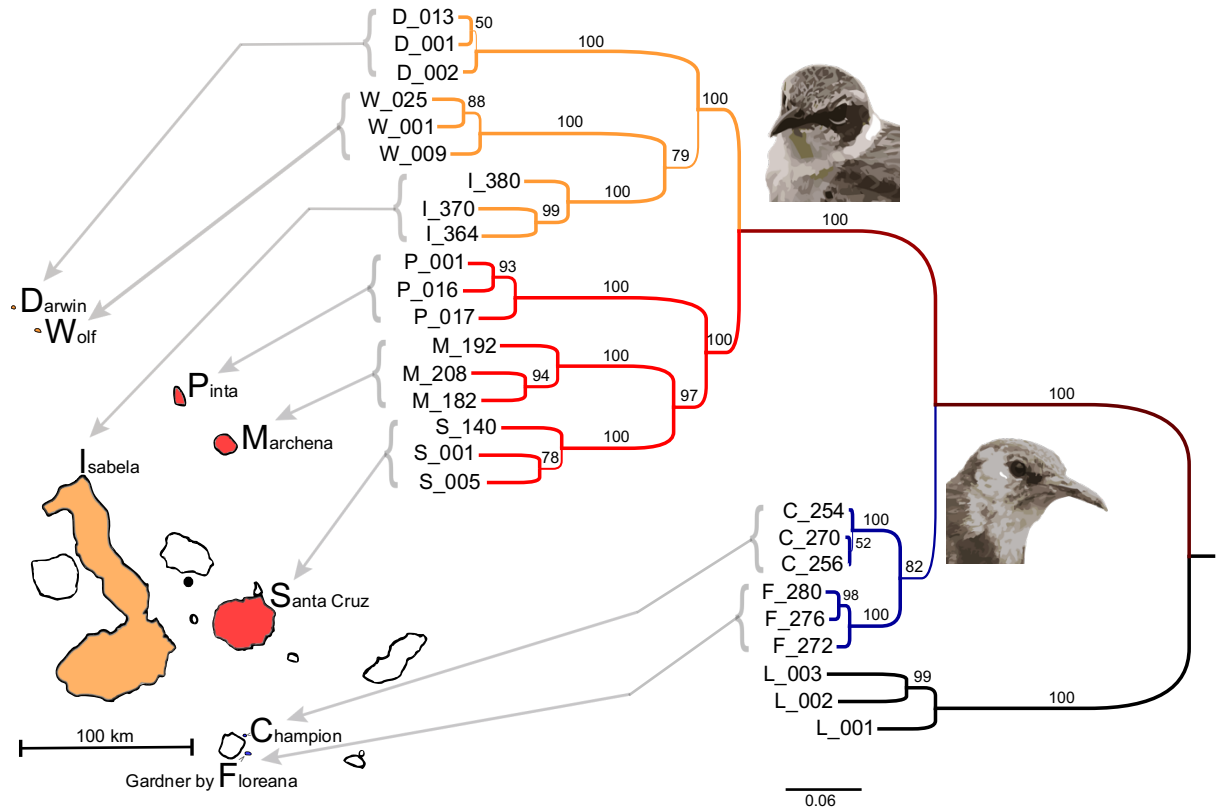 D_013
50
D_001
100
D_002
W_025
88
100
W_001
100
W_009
79
I_380
100
I_370
99
I_364
100
P_001
93
P_016
100
P_017
100
M_192
100
M_208
94
M_182
97
S_140
100
S_001
78
S_005
100
C_254
100
C_270
52
C_256
82
F_280
98
F_276
100
F_272
L_003
99
L_002
100
L_001
0.06
Darwin
Wolf
Pinta
Marchena
Isabela
Santa Cruz
Champion
100 km
Gardner by Floreana